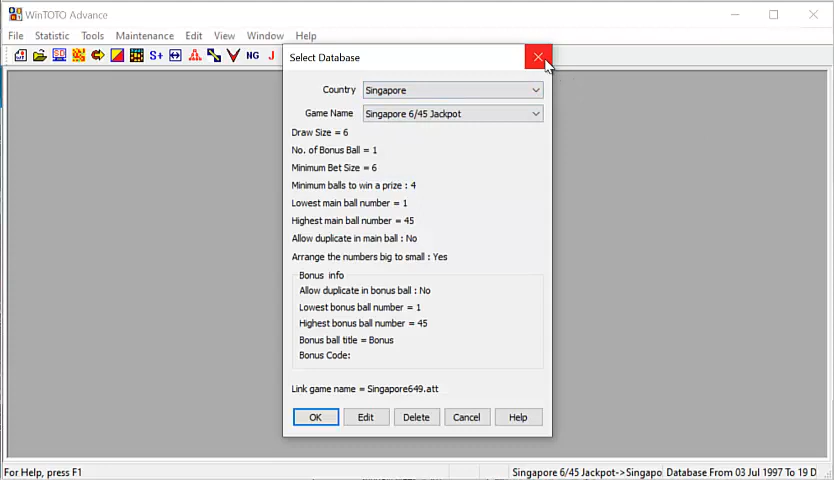 WinTOTO Advance
File Statistic Tools Maintenance Edit View Window Help
S+ NG J
Select Database
Country Singapore
Game Name Singapore 6/45 Jackpot
Draw Size = 6
No. of Bonus Ball = 1
Minimum Bet Size = 6
Minimum balls to win a prize : 4
Lowest main ball number = 1
Highest main ball number = 45
Allow duplicate in main ball : No
Arrange the numbers big to small : Yes
Bonus info
Allow duplicate in bonus ball : No
Lowest bonus ball number = 1
Highest bonus ball number = 45
Bonus ball title = Bonus
Bonus Code:
Link game name = Singapore649.att
OK Edit Delete Cancel Help
For Help, press F1
Singapore 6/45 Jackpot->Singapo Database From 03 Jul 1997 To 19 D